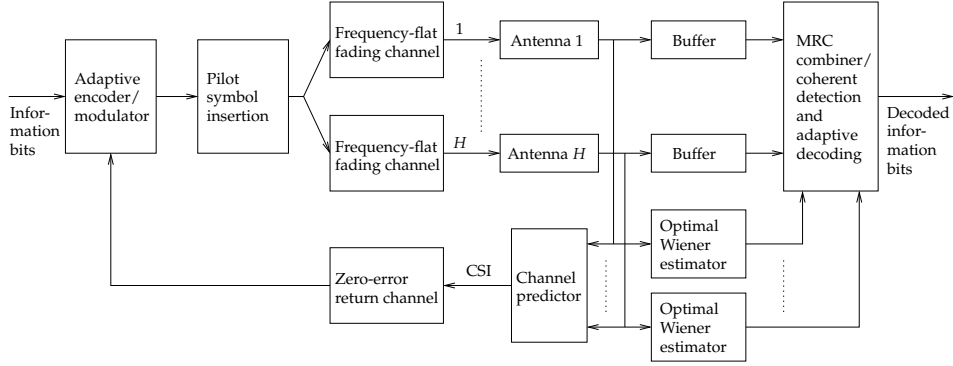 Infor-
mation
bits
Adaptive
encoder/
modulator
Pilot
symbol
insertion
Frequency-flat
fading channel
1
Antenna 1
Buffer
Frequency-flat
fading channel
H
Antenna H
Buffer
MRC
combiner/
coherent
detection
and
adaptive
decoding
Decoded
infor-
mation
bits
Zero-error
return channel
CSI
Channel
predictor
Optimal
Wiener
estimator
Optimal
Wiener
estimator